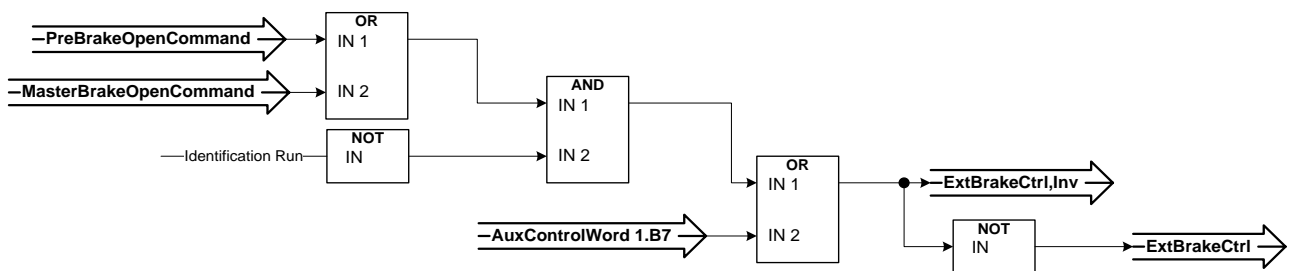 OR
PreBrakeOpenCommand
IN 1
MasterBrakeOpenCommand
IN 2
AND
IN 1
NOT
Identification Run
IN
IN 2
OR
IN 1
ExtBrakeCtrl,Inv
AuxControlWord 1.B7
IN 2
NOT
IN
ExtBrakeCtrl